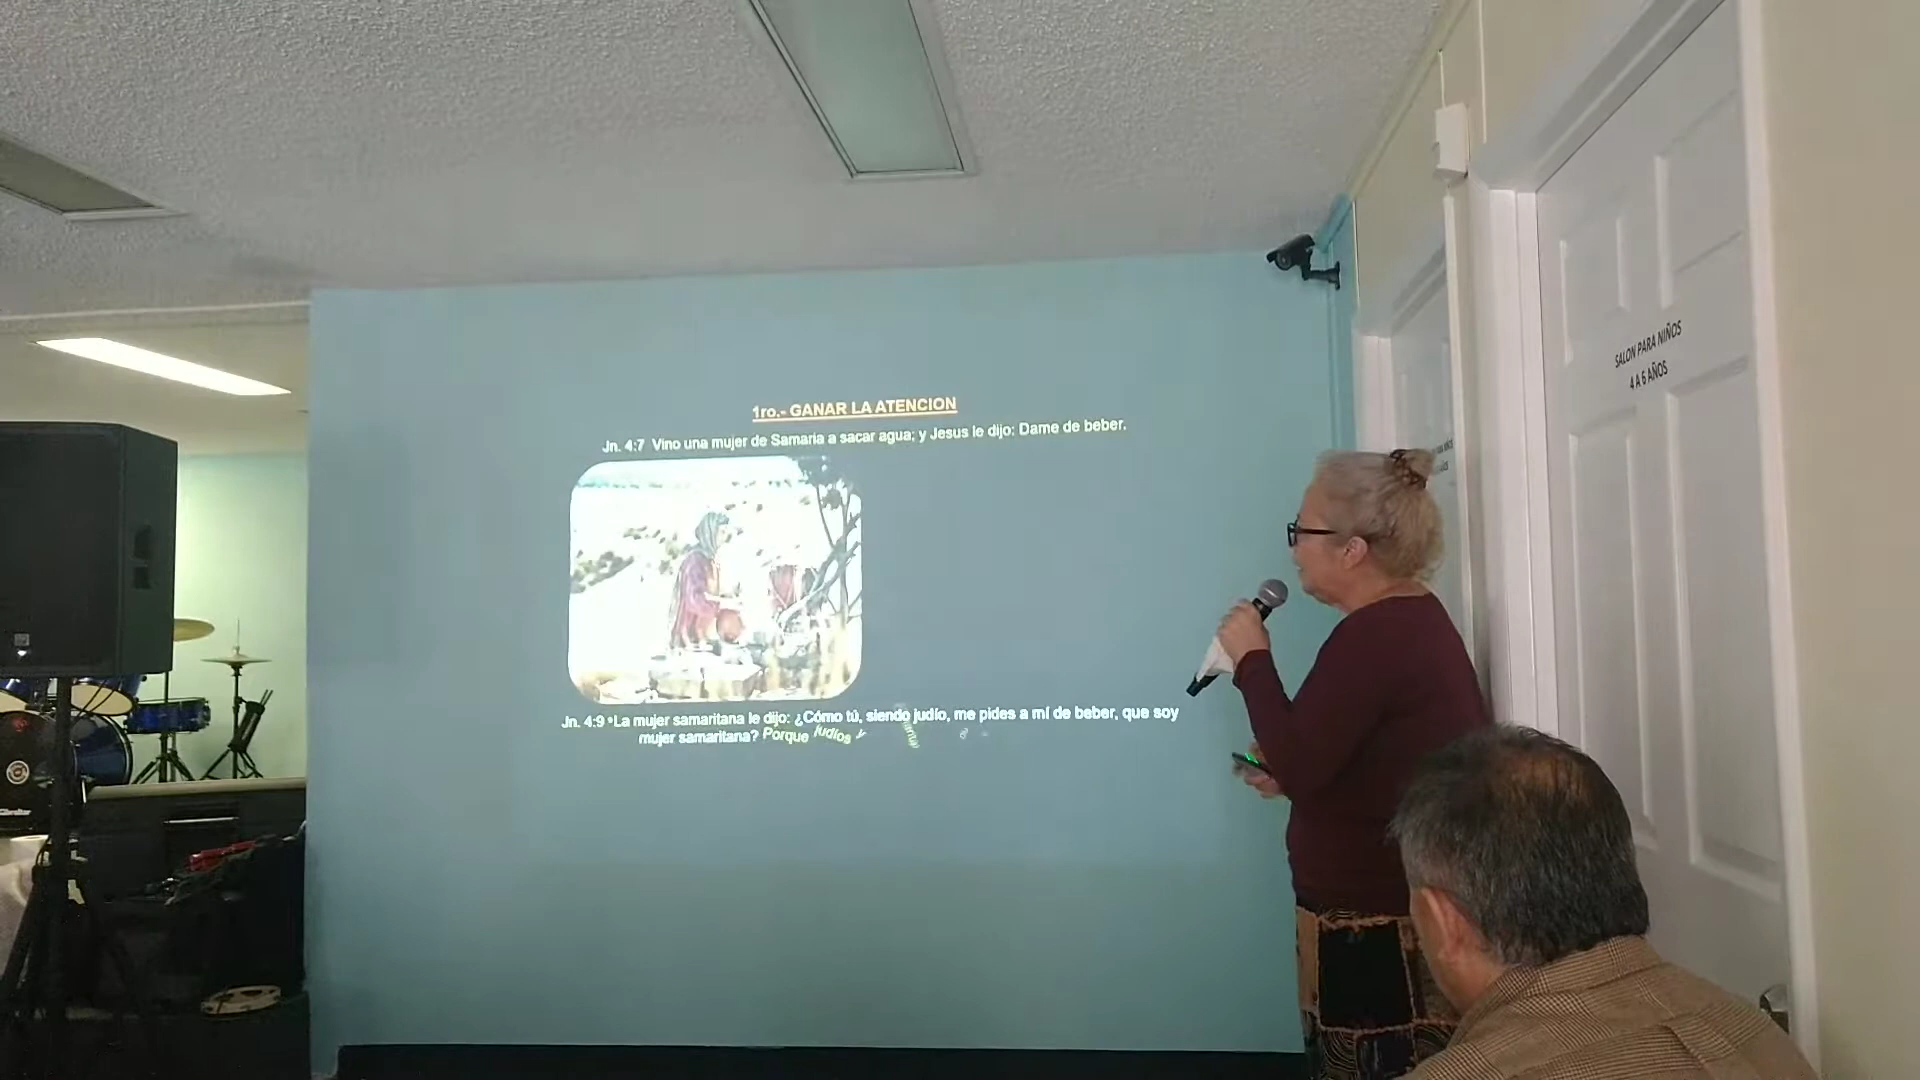 1ro.- GANAR LA ATENCION
Jn. 4:7 Vino una mujer de Samaria a sacar agua; y Jesus le dijo: Dame de beber.
Jn. 4:9 •La mujer samaritana le dijo: ¿Cómo tú, siendo judío, me pides a mí de beber, que soy
mujer samaritana? Porque judíos y
SALON PARA NIÑOS
4 A 6 AÑOS